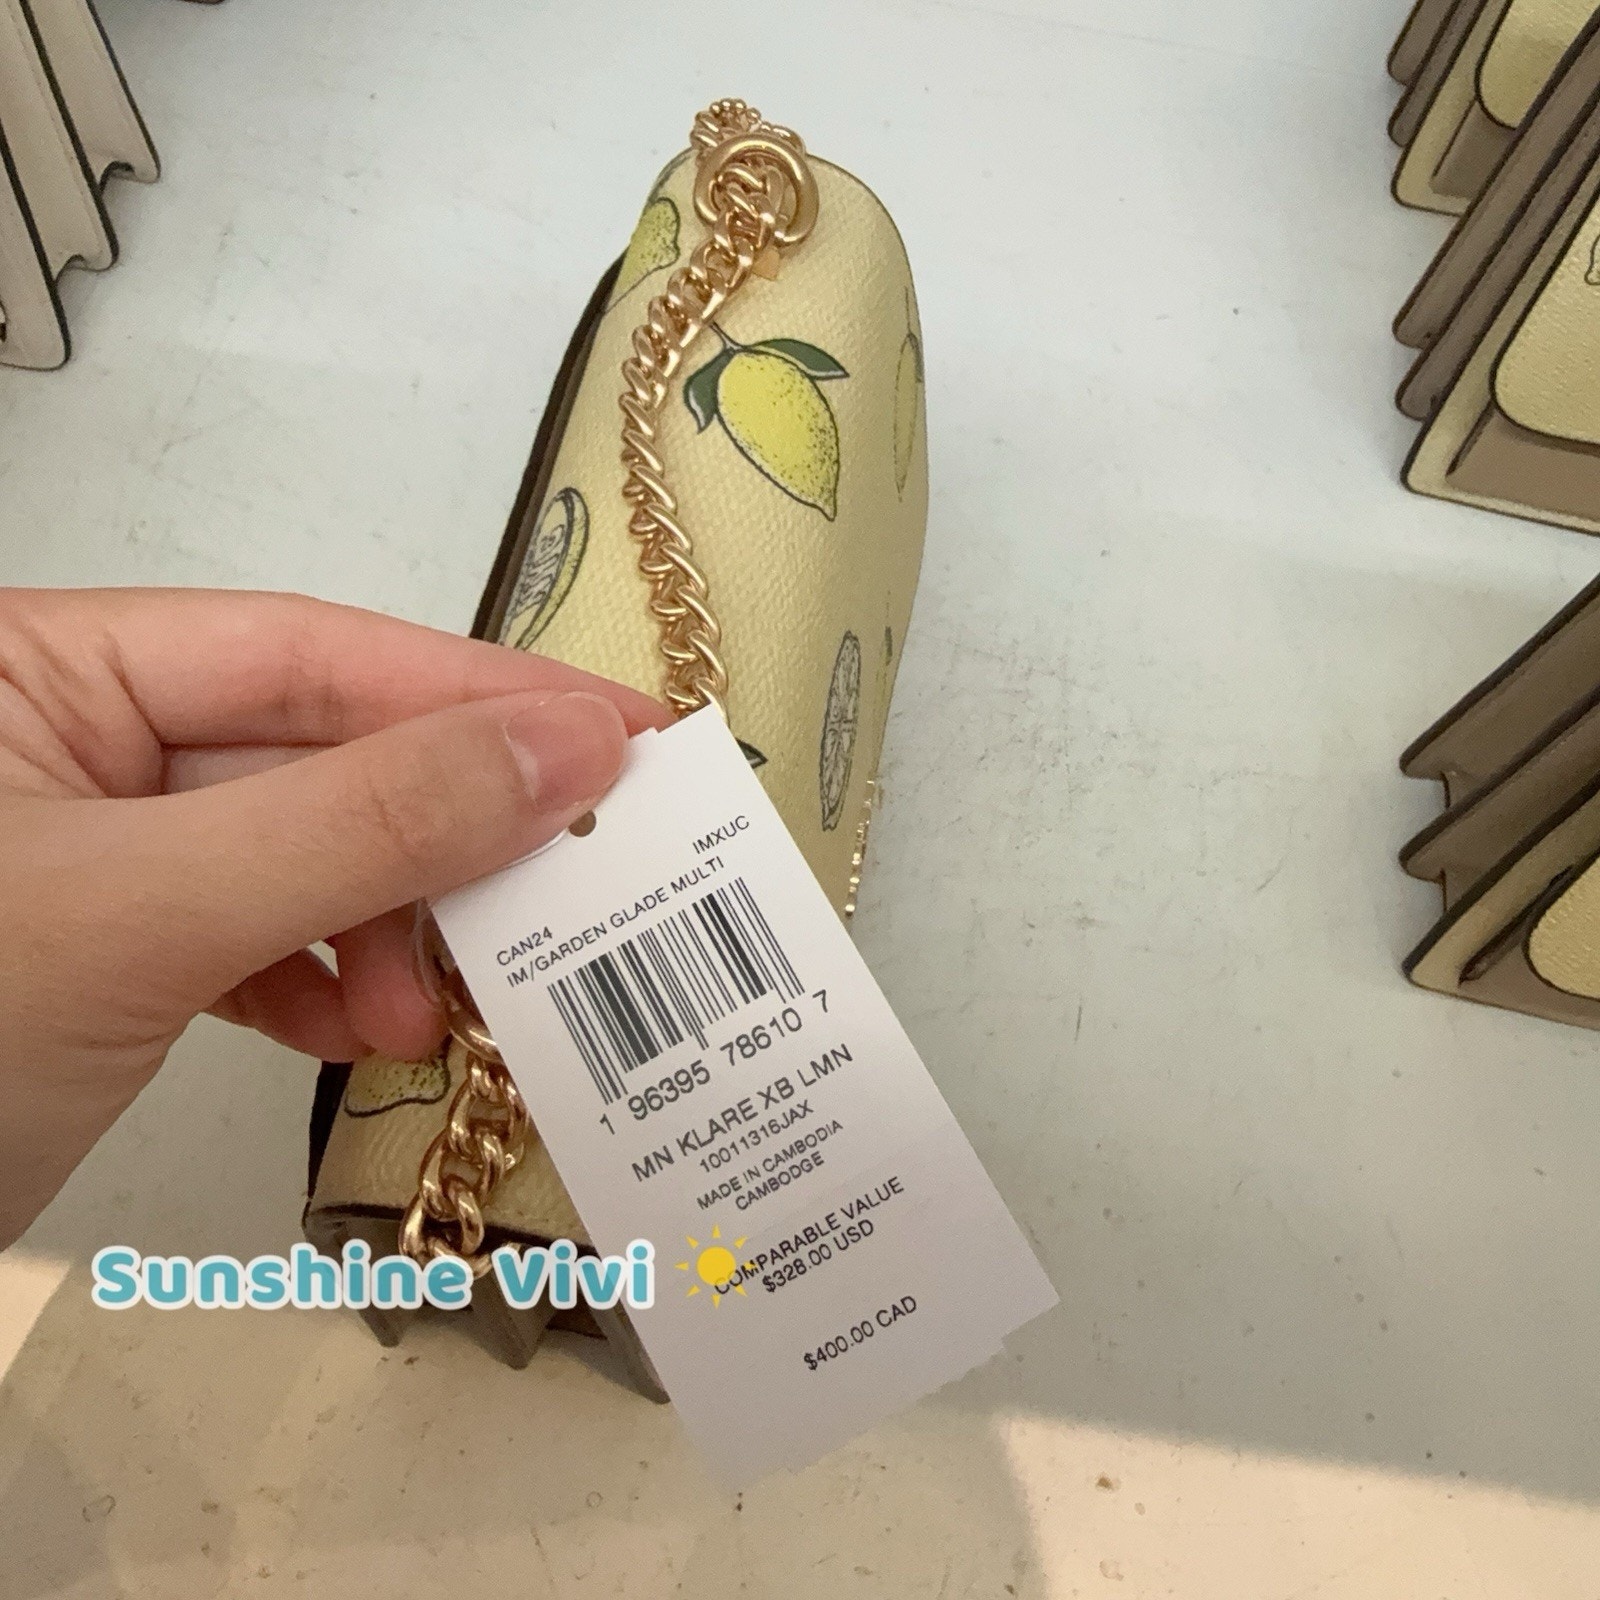 IMXUC
CAN24
IM/GARDEN GLADE MULTI
1 96395 78610 7
MN KLARE XB LMN
10011316JAX
MADE IN CAMBODIA
CAMBODGE
COMPARABLE VALUE
$328.00 USD
$400.00 CAD
Sunshine Vivi